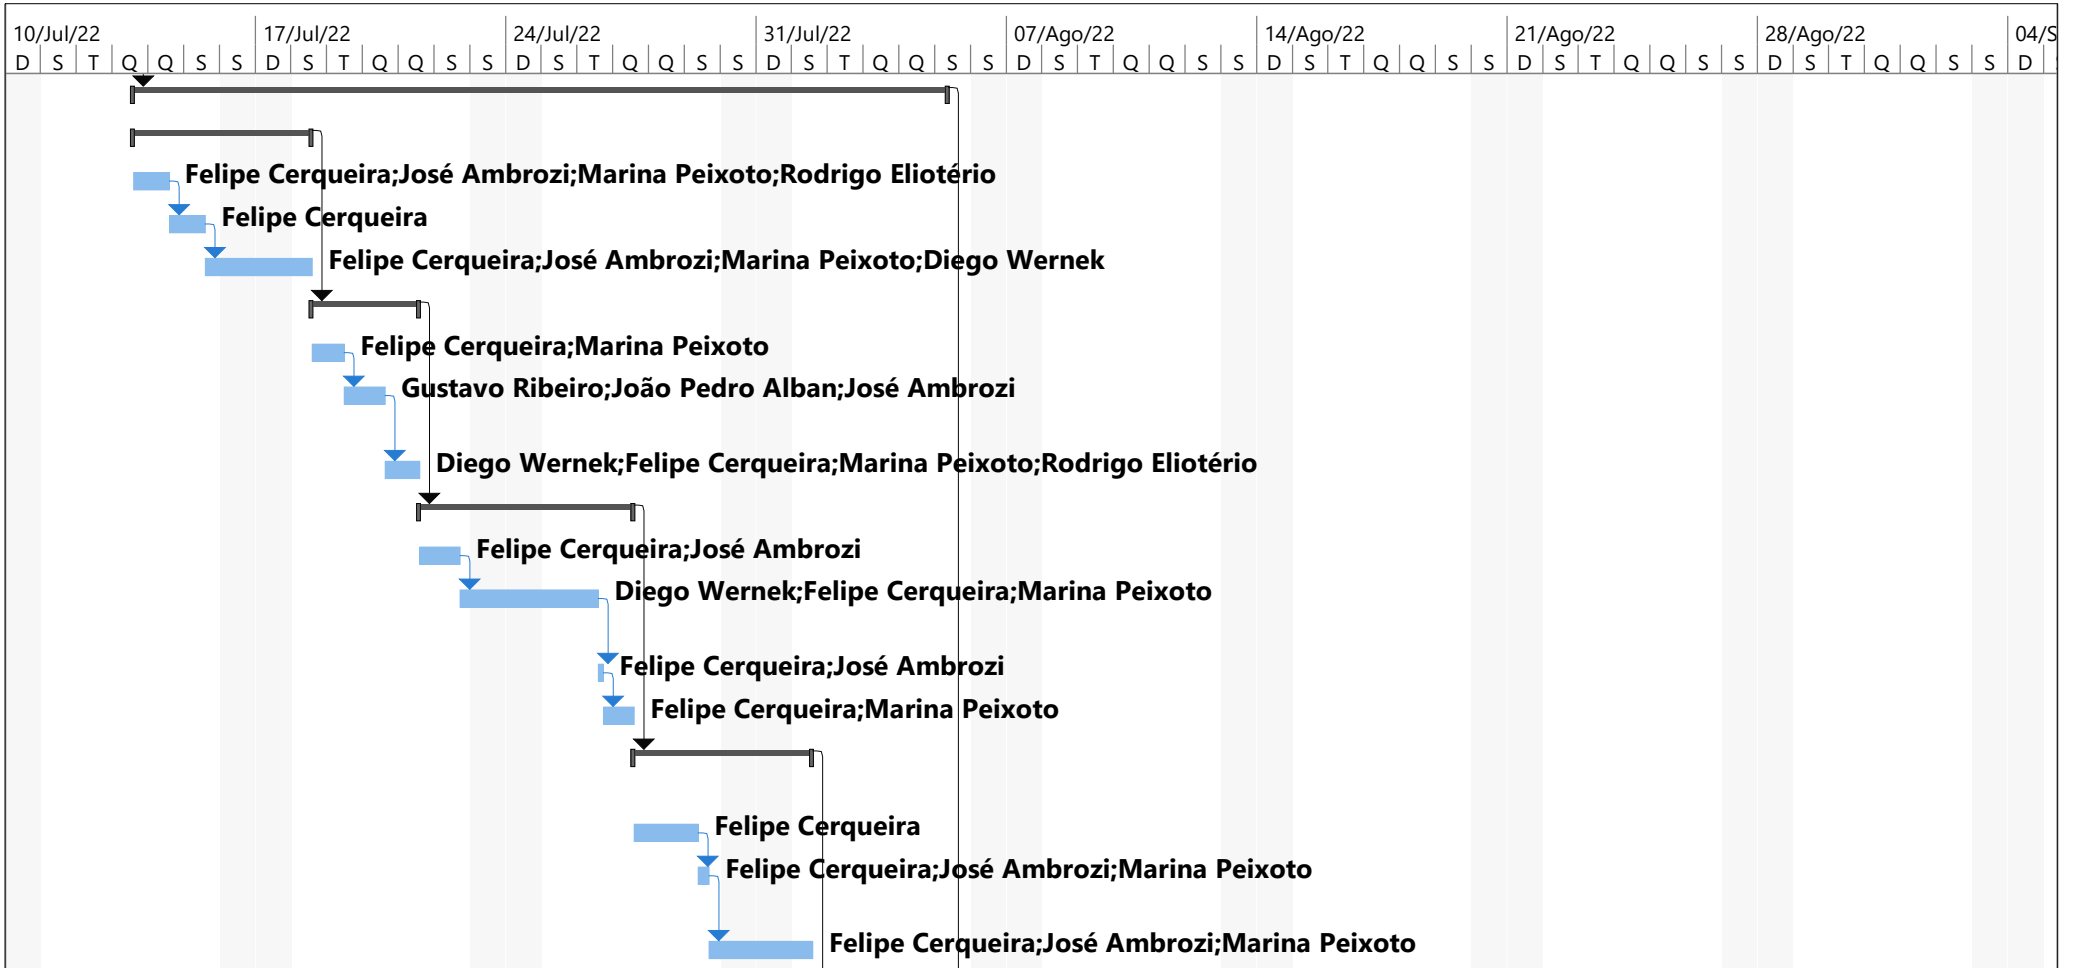 10/Jul/22 17/Jul/22 24/Jul/22 31/Jul/22 07/Ago/22 14/Ago/22 21/Ago/22 28/Ago/22 04/S
D S T Q Q S S D S T Q Q S S D S T Q Q S S D S T Q Q S S D S T Q Q S S D S T Q Q S S D S T Q Q S S D S T Q Q S S D
Felipe Cerqueira;José Ambrozi;Marina Peixoto;Rodrigo Eliotério
Felipe Cerqueira
Felipe Cerqueira;José Ambrozi;Marina Peixoto;Diego Wernek
Felipe Cerqueira;Marina Peixoto
Gustavo Ribeiro;João Pedro Alban;José Ambrozi
Diego Wernek;Felipe Cerqueira;Marina Peixoto;Rodrigo Eliotério
Felipe Cerqueira;José Ambrozi
Diego Wernek;Felipe Cerqueira;Marina Peixoto
Felipe Cerqueira;José Ambrozi
Felipe Cerqueira;Marina Peixoto
Felipe Cerqueira
Felipe Cerqueira;José Ambrozi;Marina Peixoto
Felipe Cerqueira;José Ambrozi;Marina Peixoto